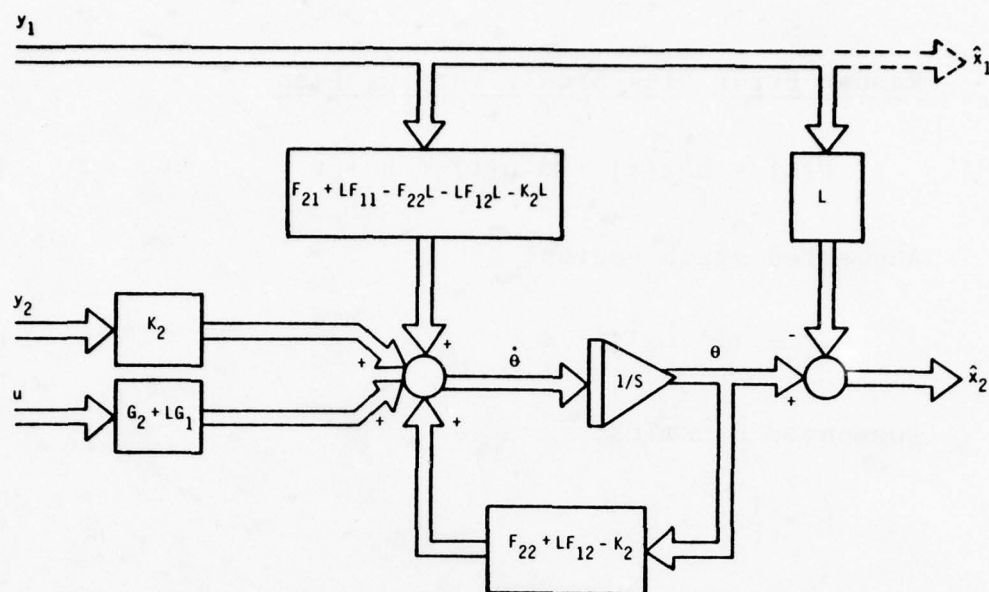 y₁
x̂₁
F₂₁ + LF₁₁ - F₂₂L - LF₁₂L - K₂L
L
y₂
K₂
u
G₂ + LG₁
+
+
+
+
θ̇
1/S
θ
-
+
x̂₂
F₂₂ + LF₁₂ - K₂